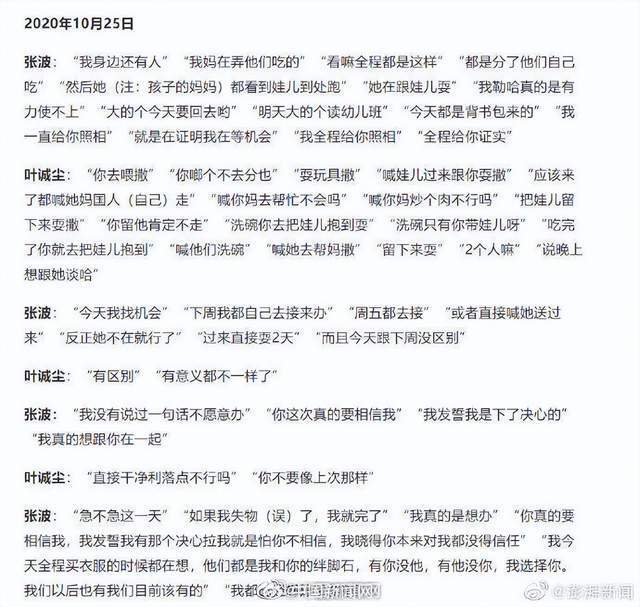 2020年10月25日
张波：“我身边还有人”“我妈在弄他们吃的”“看嘛全程都是这样”“都是分了他们自己
吃”“然后她（注：孩子的妈妈）都看到娃儿到处跑”“她在跟娃儿耍”“我勒哈真的是有
力使不上”“大的个今天要回去哟”“明天大的个读幼儿班”“今天都是背书包来的”“我
一直给你照相”“就是在证明我在等机会”“我全程给你照相”“全程给你证实”
叶诚尘：“你去喂撒”“你唧个不去分也”“耍玩具撒”“喊娃儿过来跟你耍撒”“应该来
了都喊她妈国人（自己）走”“喊你妈去帮忙不会吗”“喊你妈炒个肉不行吗”“把娃儿留
下来耍撒”“你留他肯定不走”“洗碗你去把娃儿抱到耍”“洗碗只有你带娃儿呀”“吃完
了你就去把娃儿抱到”“喊他们洗碗”“喊她去帮妈撒”“留下来耍”“2个人嘛”“说晚上
想跟她谈哈”
张波：“今天我找机会”“下周我都自己去接来办”“周五都去接”“或者直接喊她送过
来”“反正她不在就行了”“过来直接耍2天”“而且今天跟下周没区别”
叶诚尘：“有区别”“有意义都不一样了”
张波：“我没有说过一句话不愿意办”“你这次真的要相信我”“我发誓我是下了决心的”
“我真的想跟你在一起”
叶诚尘：“直接干净利落点不行吗”“你不要像上次那样”
张波：“急不急这一天”“如果我失物（误）了，我就完了”“我真的是想办”“你真的要
相信我，我发誓我有那个决心拉我就是怕你不相信，我晓得你本来对我都没得信任”“我今
天全程买衣服的时候都在想，他们都是我和你的绊脚石，有你没他，有他没你，我选择你。
我们以后也有我们目前该有的”“我都
@中国新闻网
@澎湃新闻